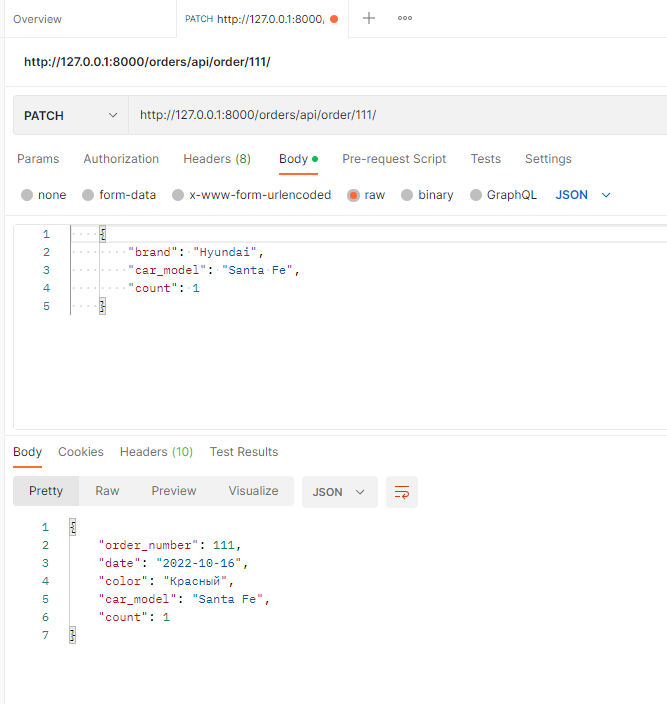 Overview
PATCH http://127.0.0.1:8000/
http://127.0.0.1:8000/orders/api/order/111/
PATCH http://127.0.0.1:8000/orders/api/order/111/
Params Authorization Headers (8) Body Pre-request Script Tests Settings
none form-data x-www-form-urlencoded raw binary GraphQL JSON
1 {
2 "brand": "Hyundai",
3 "car_model": "Santa Fe",
4 "count": 1
5 }
Body Cookies Headers (10) Test Results
Pretty Raw Preview Visualize JSON
1 {
2 "order_number": 111,
3 "date": "2022-10-16",
4 "color": "Красный",
5 "car_model": "Santa Fe",
6 "count": 1
7 }